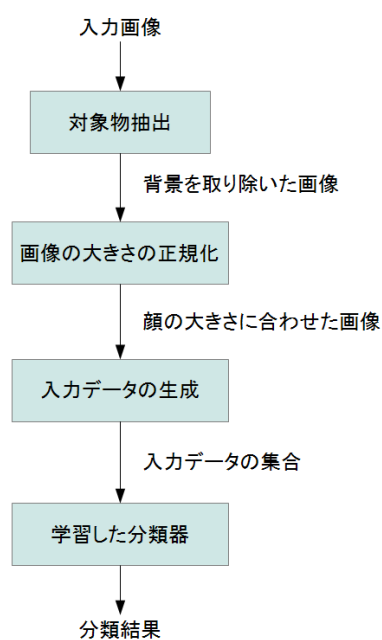 入力画像
対象物抽出
背景を取り除いた画像
画像の大きさの正規化
顔の大きさに合わせた画像
入力データの生成
入力データの集合
学習した分類器
分類結果